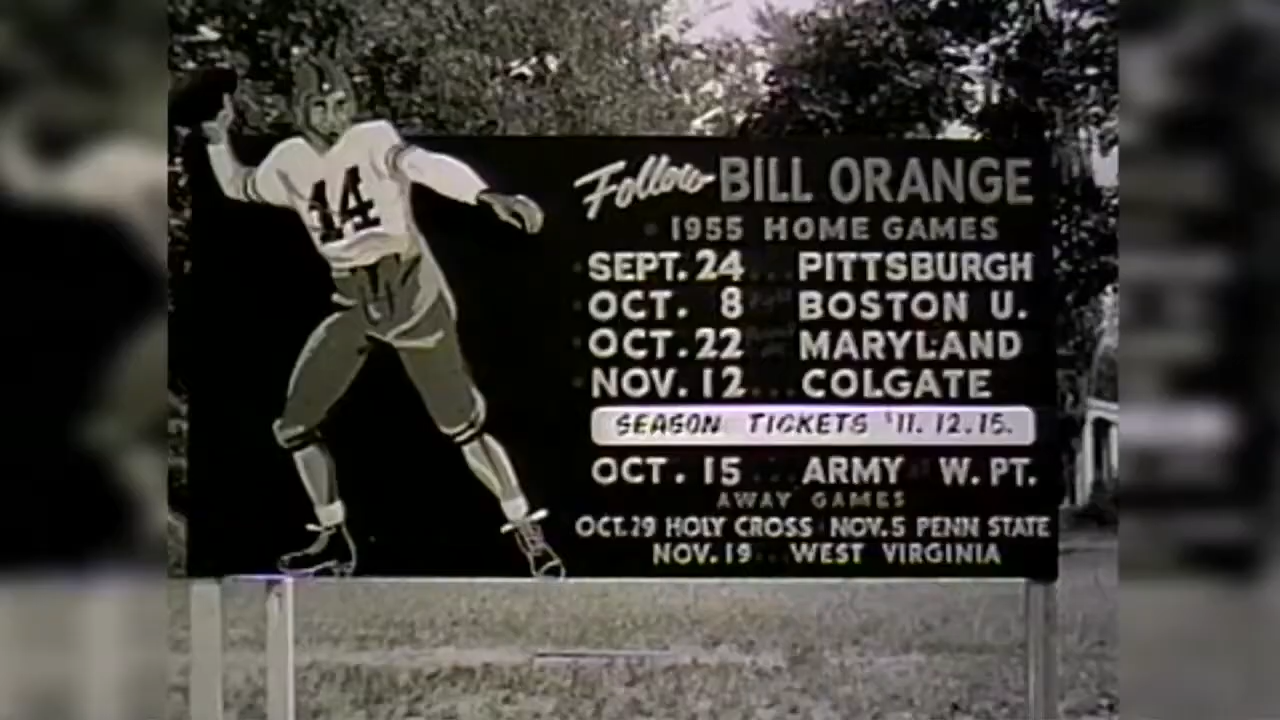 Follow BILL ORANGE
1955 HOME GAMES
SEPT. 24 PITTSBURGH
OCT. 8 BOSTON U.
OCT. 22 MARYLAND
NOV. 12 COLGATE
SEASON TICKETS $11. 12. 15.
OCT. 15 ARMY W. PT.
AWAY GAMES
OCT. 29 HOLY CROSS NOV. 5 PENN STATE
NOV. 19 WEST VIRGINIA
14